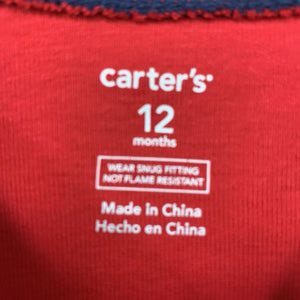 carter's
12
months
WEAR SNUG FITTING
NOT FLAME RESISTANT
Made in China
Hecho en China